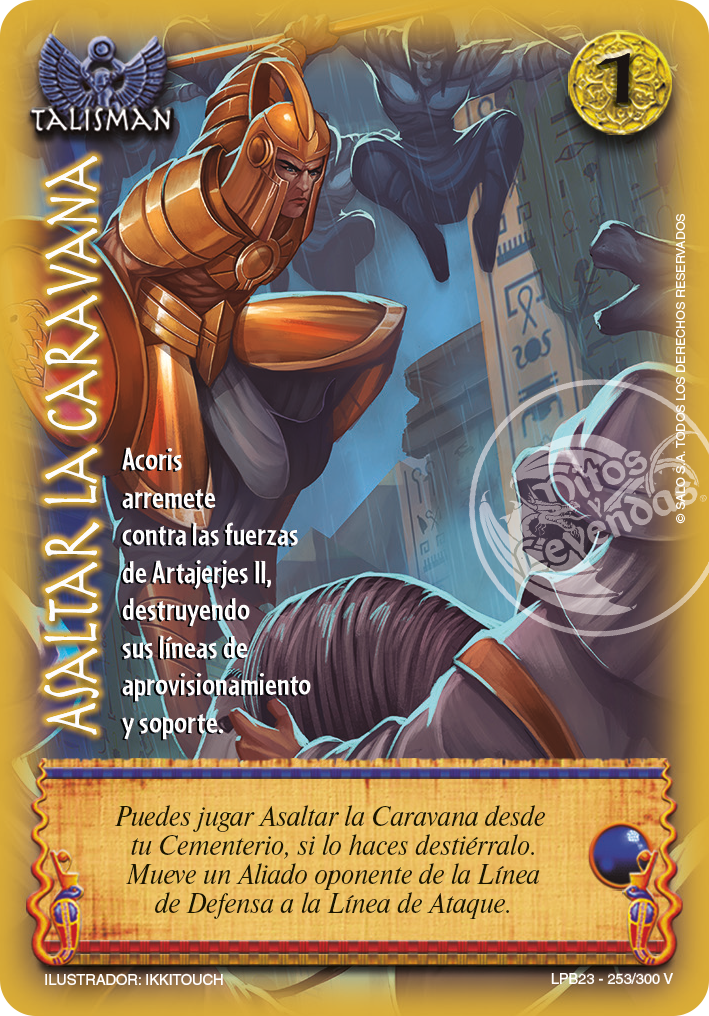 TALISMAN
1
ASALTAR LA CARAVANA
Acoris
arremete
contra las fuerzas
de Artajerjes II,
destruyendo
sus líneas de
aprovisionamiento
y soporte.
© SALO S.A. TODOS LOS DERECHOS RESERVADOS
Mitos
y
Leyendas
Puedes jugar Asaltar la Caravana desde
tu Cementerio, si lo haces destiérralo.
Mueve un Aliado oponente de la Línea
de Defensa a la Línea de Ataque.
ILUSTRADOR: IKKITOUCH
LPB23 - 253/300 V